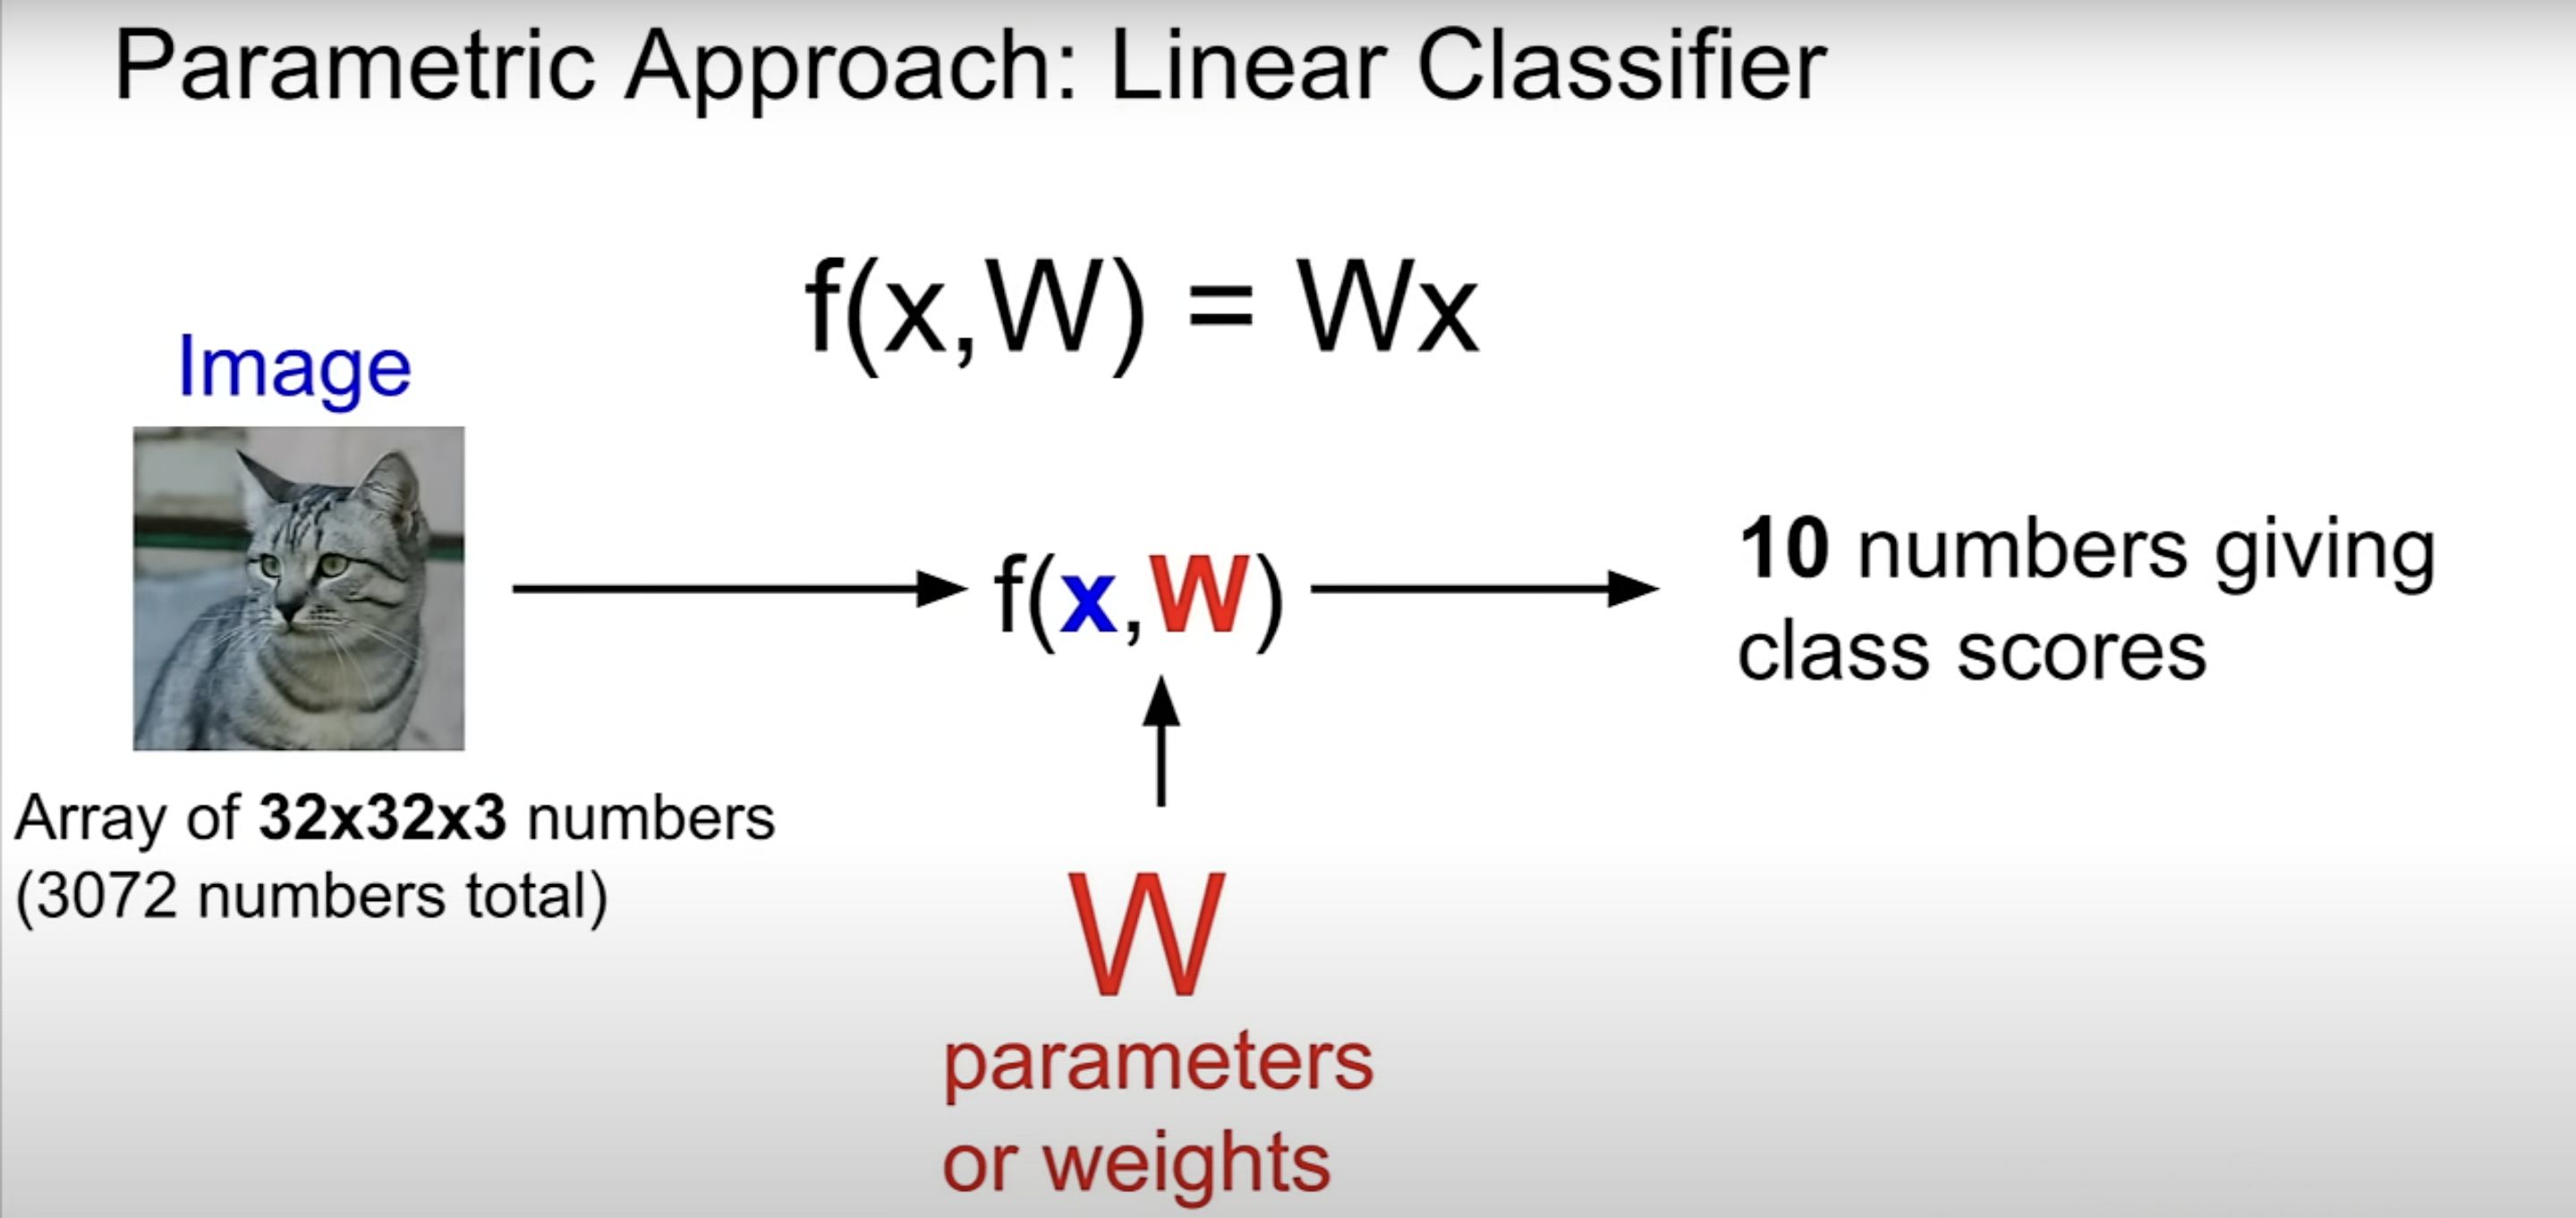 Parametric Approach: Linear Classifier
f(x,W) = Wx
Image
f(x,W)
10 numbers giving
class scores
Array of 32x32x3 numbers
(3072 numbers total)
W
parameters
or weights